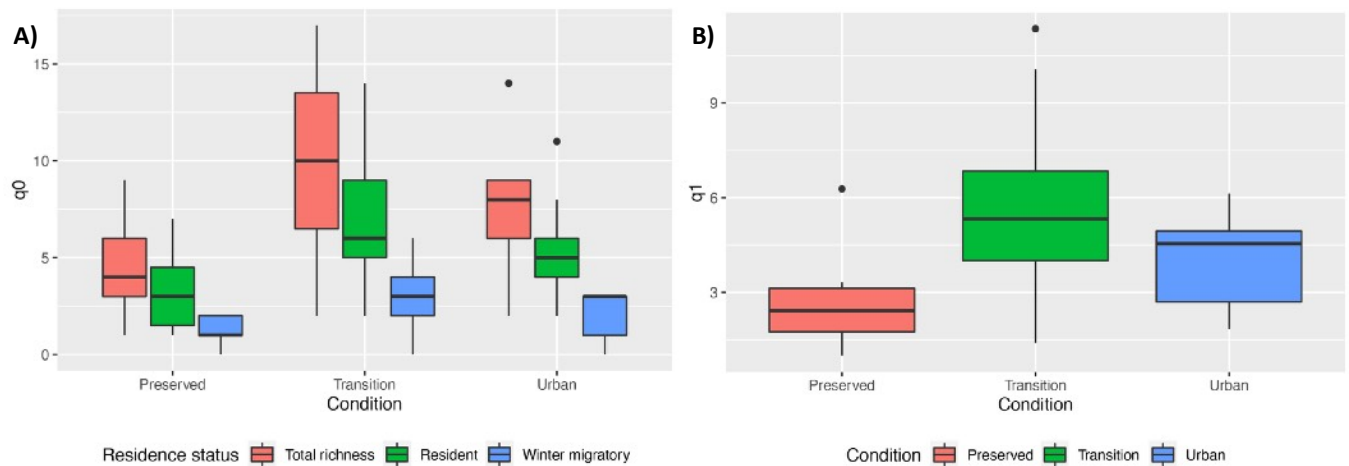 A)
15
10
5
0
q0
Preserved Transition Urban
Condition
Residence status Total richness Resident Winter migratory
B)
9
6
3
q1
Preserved Transition Urban
Condition
Condition Preserved Transition Urban